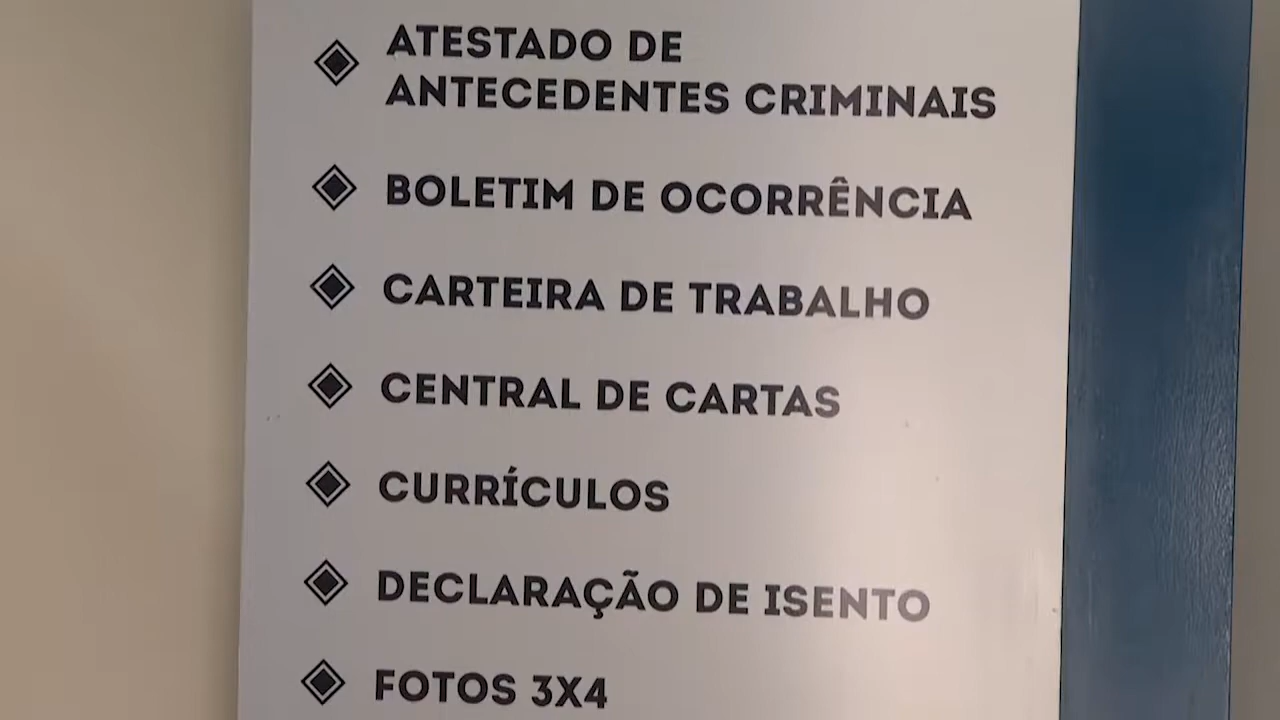 ATESTADO DE
ANTECEDENTES CRIMINAIS
BOLETIM DE OCORRÊNCIA
CARTEIRA DE TRABALHO
CENTRAL DE CARTAS
CURRÍCULOS
DECLARAÇÃO DE ISENTO
FOTOS 3X4